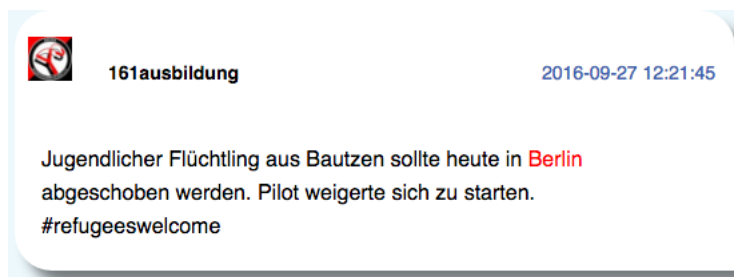 161ausbildung 2016-09-27 12:21:45
Jugendlicher Flüchtling aus Bautzen sollte heute in Berlin
abgeschoben werden. Pilot weigerte sich zu starten.
#refugeeswelcome